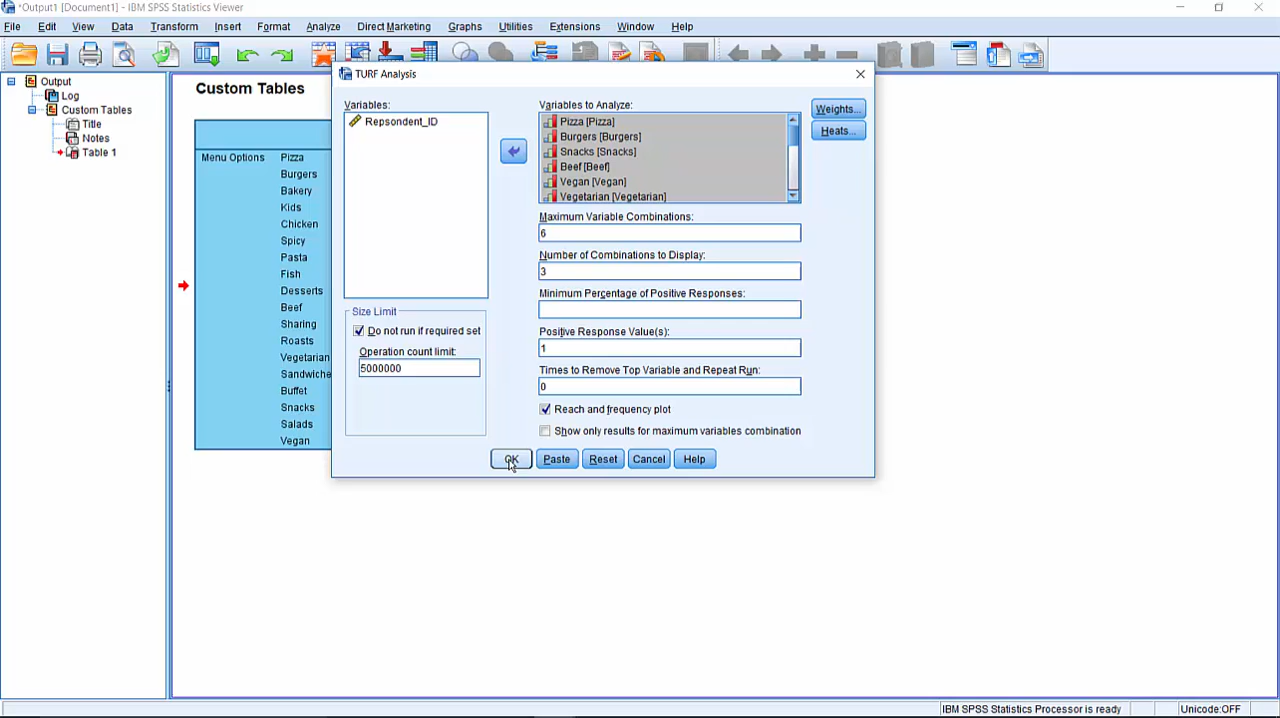 *Output1 [Document1] - IBM SPSS Statistics Viewer
File Edit View Data Transform Insert Format Analyze Direct Marketing Graphs Utilities Extensions Window Help
Output
Log
Custom Tables
Title
Notes
Table 1
Custom Tables
Menu Options Pizza
Burgers
Bakery
Kids
Chicken
Spicy
Pasta
Fish
Desserts
Beef
Sharing
Roasts
Vegetarian
Sandwiche
Buffet
Snacks
Salads
Vegan
TURF Analysis
Variables:
Repsondent_ID
Size Limit
Do not run if required set
Operation count limit:
5000000
Variables to Analyze:
Pizza [Pizza]
Burgers [Burgers]
Snacks [Snacks]
Beef [Beef]
Vegan [Vegan]
Vegetarian [Vegetarian]
Maximum Variable Combinations:
6
Number of Combinations to Display:
3
Minimum Percentage of Positive Responses:
Positive Response Value(s):
1
Times to Remove Top Variable and Repeat Run:
0
Reach and frequency plot
Show only results for maximum variables combination
Weights...
Heats...
OK Paste Reset Cancel Help
IBM SPSS Statistics Processor is ready Unicode:OFF